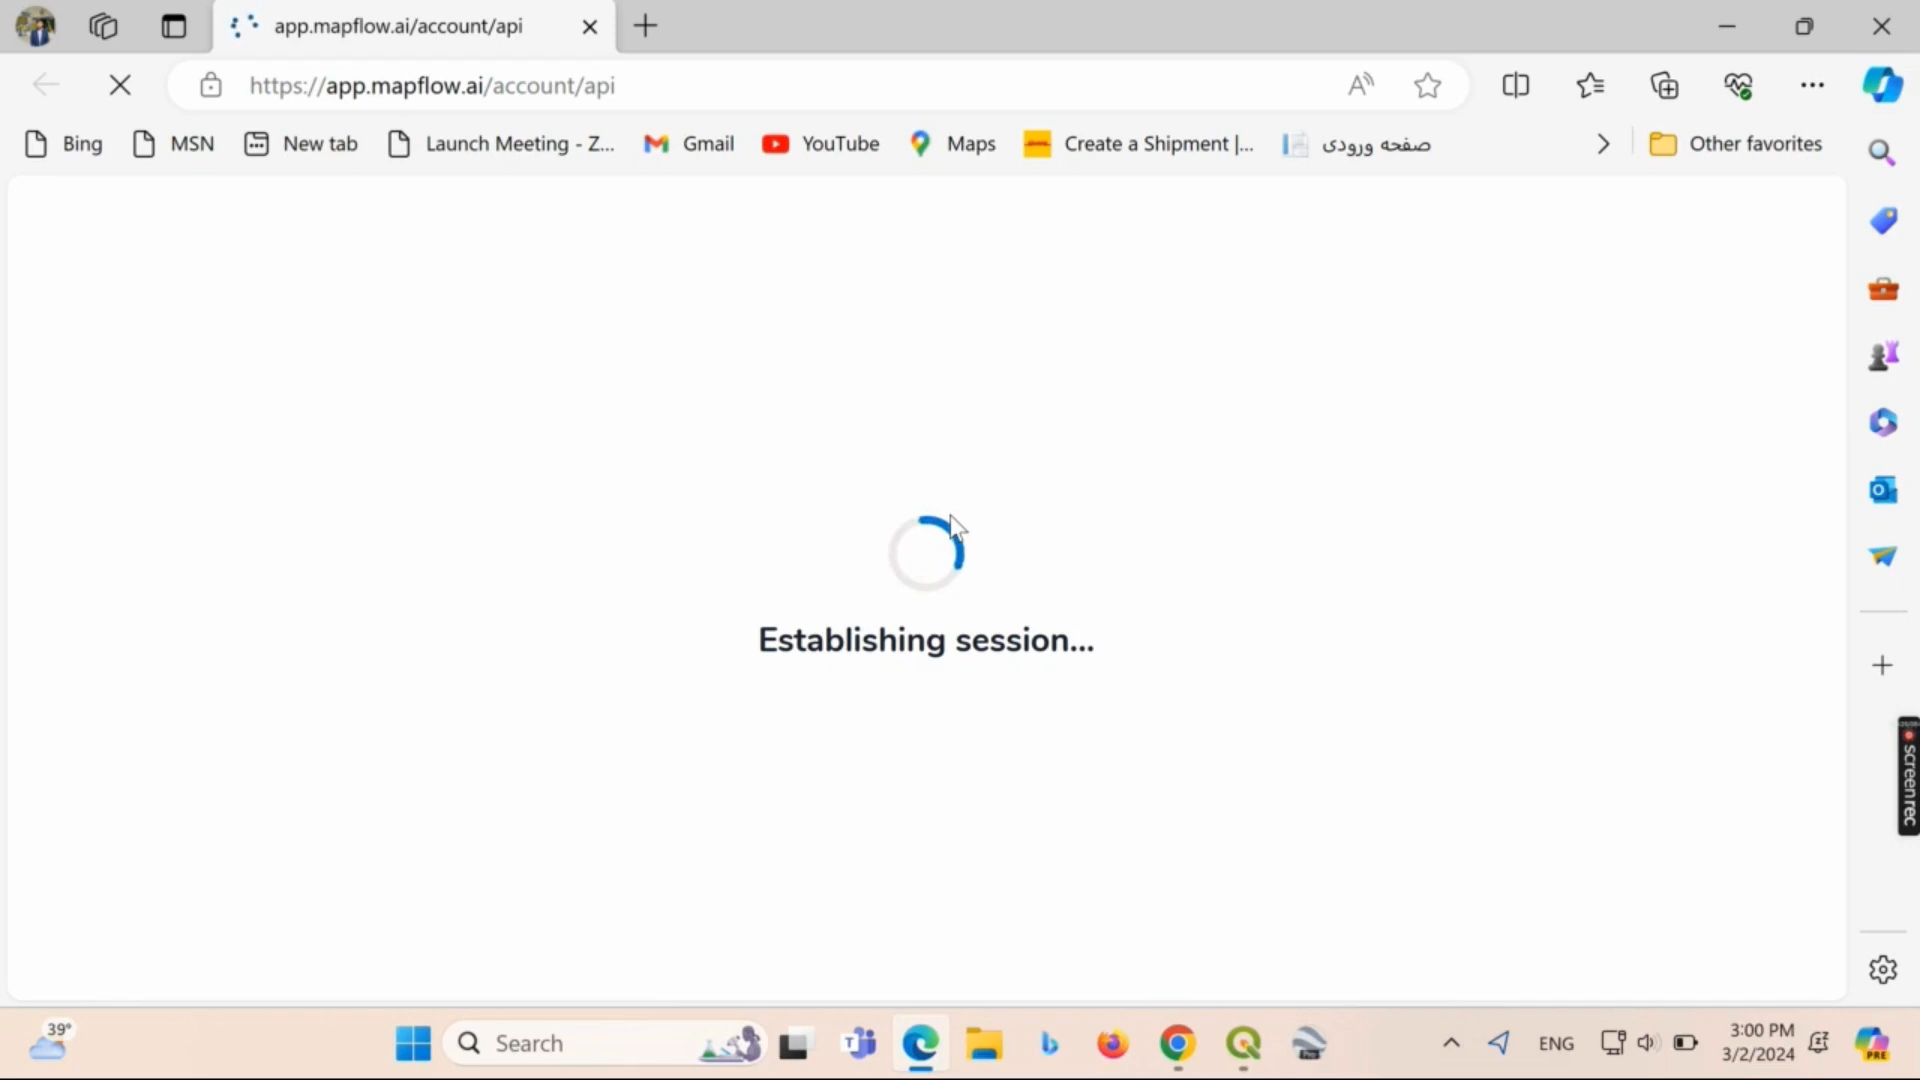 app.mapflow.ai/account/api
https://app.mapflow.ai/account/api
Bing
MSN
New tab
Launch Meeting - Z...
Gmail
YouTube
Maps
Create a Shipment |...
صفحه ورودی
Other favorites
Establishing session...
screenrec
39°
Search
ENG
3:00 PM
3/2/2024
PRE